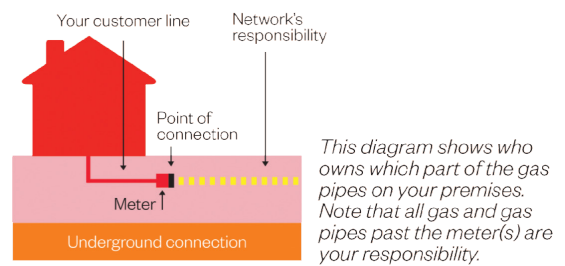 Your customer line
Network's
responsibility
Point of
connection
Meter
Underground connection
This diagram shows who
owns which part of the gas
pipes on your premises.
Note that all gas and gas
pipes past the meter(s) are
your responsibility.